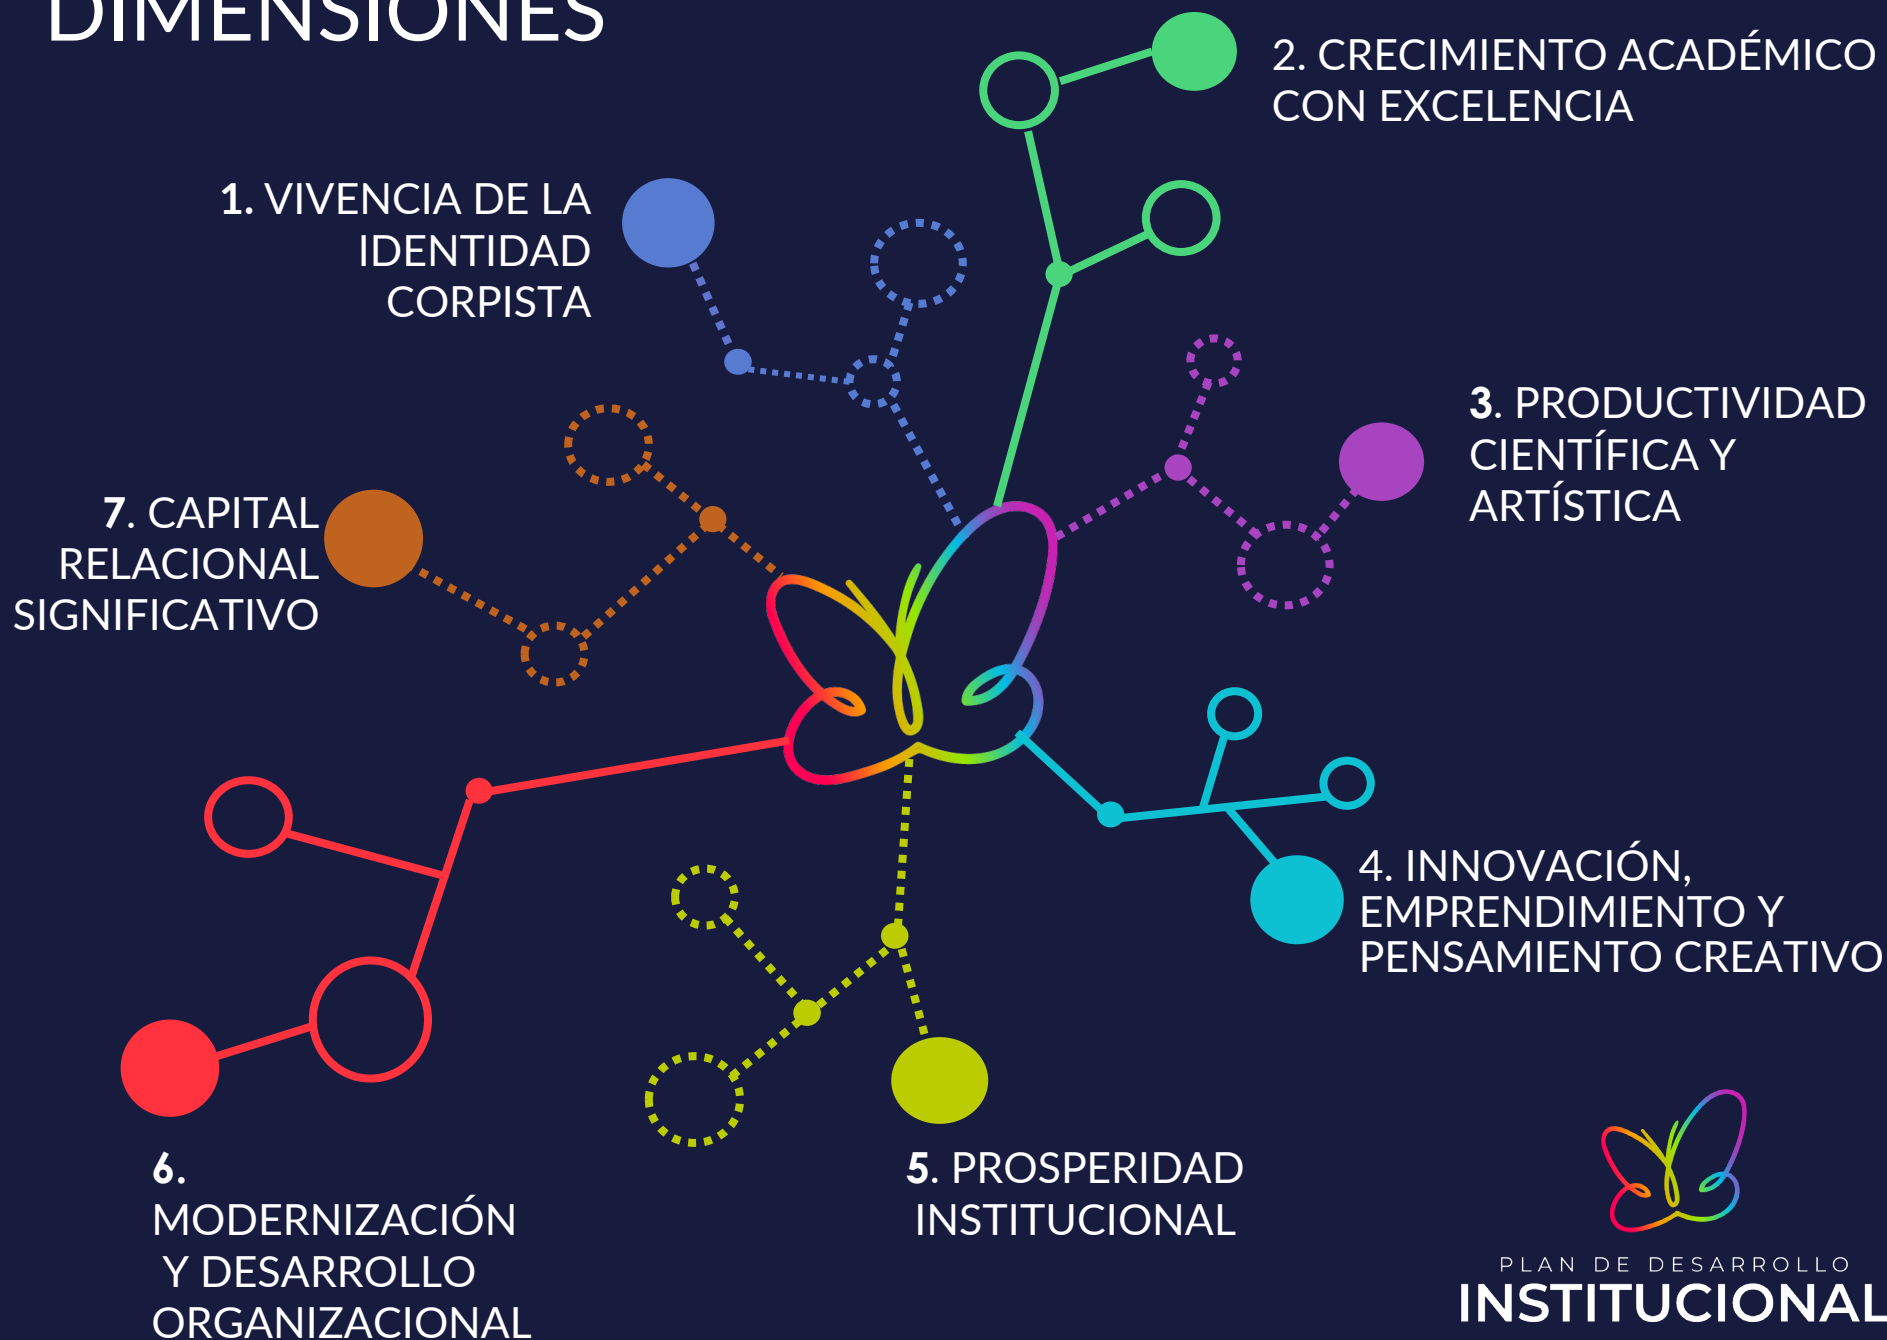 DIMENSIONES
1. VIVENCIA DE LA
IDENTIDAD
CORPISTA
2. CRECIMIENTO ACADÉMICO
CON EXCELENCIA
3. PRODUCTIVIDAD
CIENTÍFICA Y
ARTÍSTICA
4. INNOVACIÓN,
EMPRENDIMIENTO Y
PENSAMIENTO CREATIVO
5. PROSPERIDAD
INSTITUCIONAL
6.
MODERNIZACIÓN
Y DESARROLLO
ORGANIZACIONAL
7. CAPITAL
RELACIONAL
SIGNIFICATIVO
PLAN DE DESARROLLO
INSTITUCIONAL